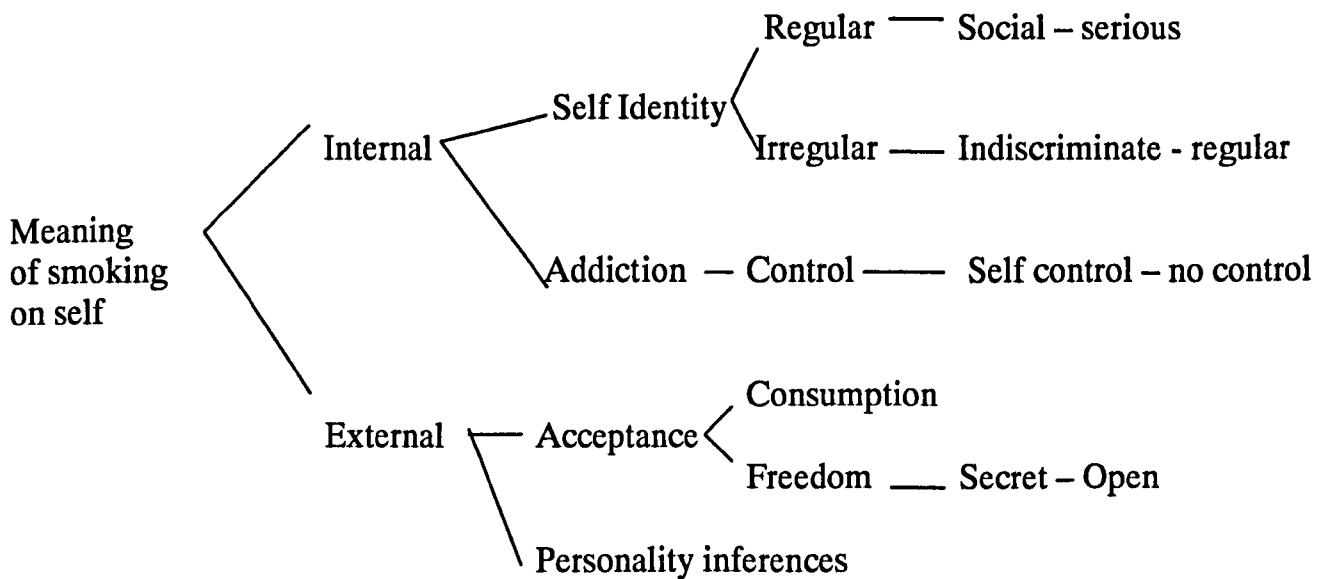 Regular Social – serious
Self Identity
Internal Irregular Indiscriminate - regular
Meaning
of smoking Addiction Control Self control – no control
on self
Consumption
External Acceptance
Freedom Secret – Open
Personality inferences